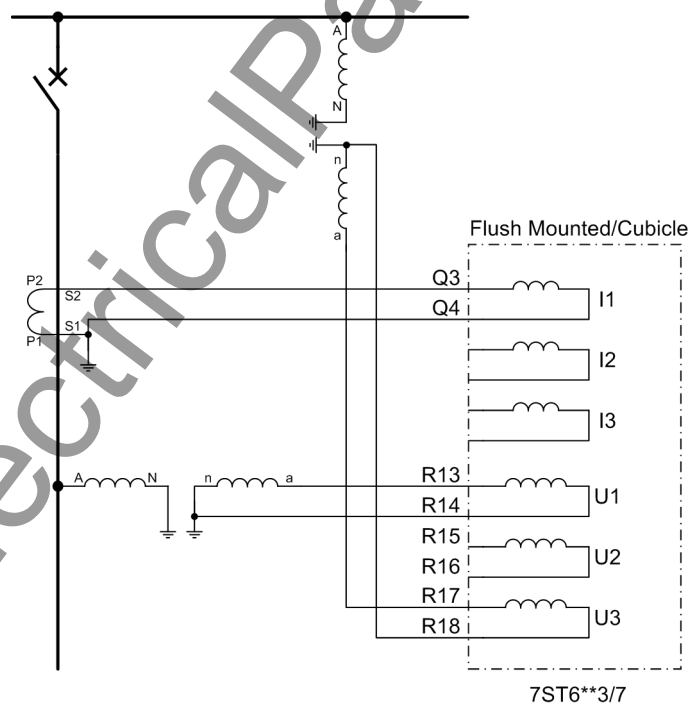 A
N
n
a
Flush Mounted/Cubicle
P2
S2
Q3
I1
S1
Q4
P1
I2
I3
A
N
n
a
R13
U1
R14
R15
U2
R16
R17
U3
R18
7ST6**3/7
ectricalPa